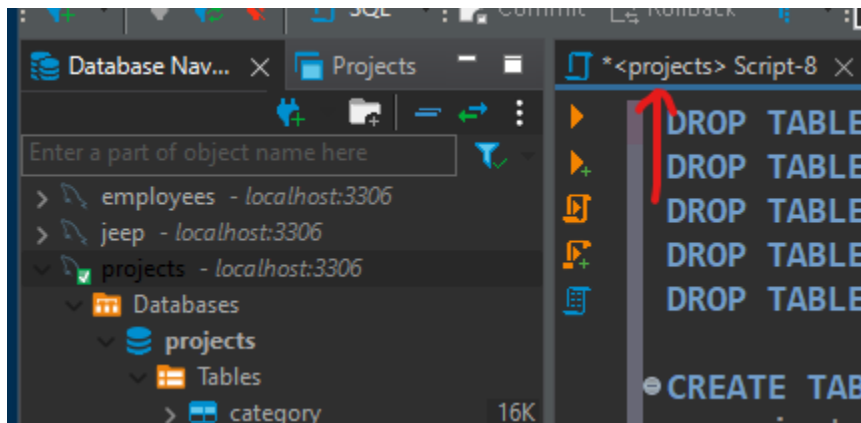 SQL Commit Rollback
Database Nav... Projects
*<projects> Script-8
Enter a part of object name here
employees - localhost:3306
jeep - localhost:3306
projects - localhost:3306
Databases
projects
Tables
category 16K
DROP TABLE
DROP TABLE
DROP TABLE
DROP TABLE
DROP TABLE
CREATE TAB